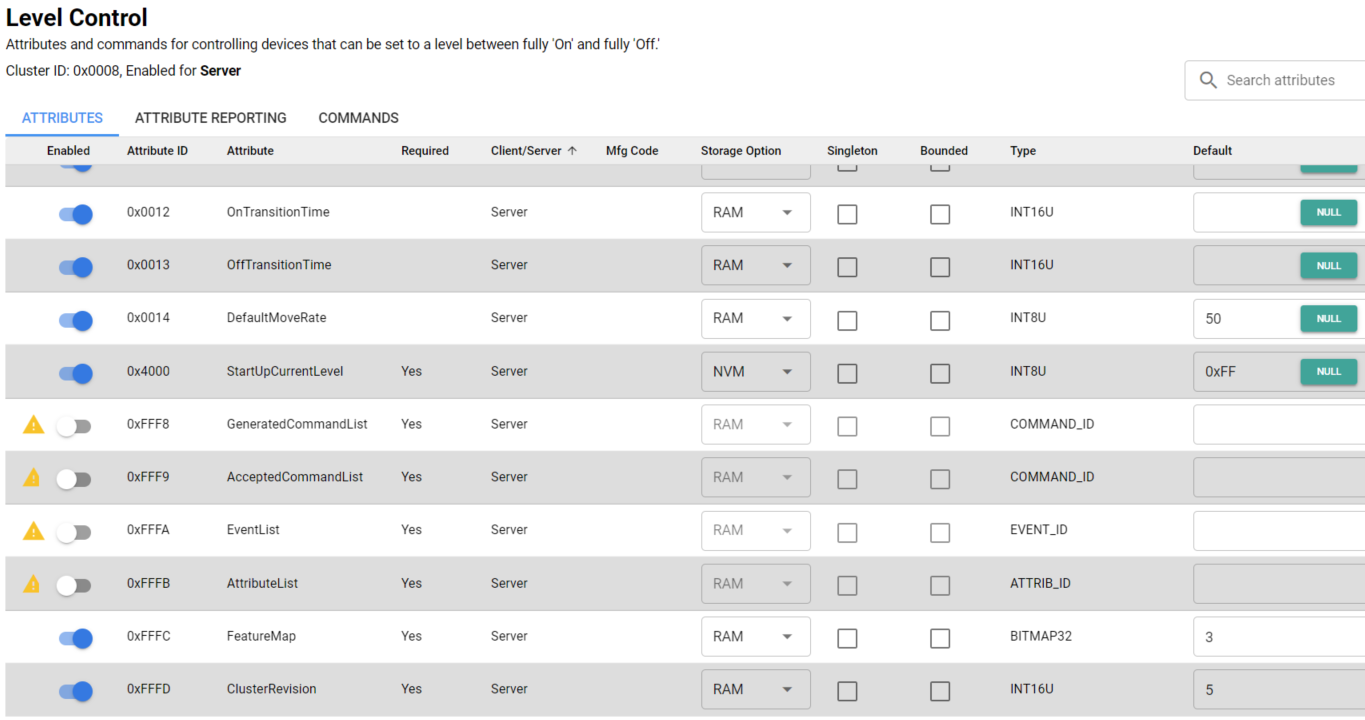 Level Control
Attributes and commands for controlling devices that can be set to a level between fully 'On' and fully 'Off.'
Cluster ID: 0x0008, Enabled for Server
Search attributes
ATTRIBUTES ATTRIBUTE REPORTING COMMANDS
Enabled Attribute ID Attribute Required Client/Server Mfg Code Storage Option Singleton Bounded Type Default
0x0012 OnTransitionTime Server RAM INT16U NULL
0x0013 OffTransitionTime Server RAM INT16U NULL
0x0014 DefaultMoveRate Server RAM INT8U 50 NULL
0x4000 StartUpCurrentLevel Yes Server NVM INT8U 0xFF NULL
0xFFF8 GeneratedCommandList Yes Server RAM COMMAND_ID
0xFFF9 AcceptedCommandList Yes Server RAM COMMAND_ID
0xFFFA EventList Yes Server RAM EVENT_ID
0xFFFB AttributeList Yes Server RAM ATTRIB_ID
0xFFFC FeatureMap Yes Server RAM BITMAP32 3
0xFFFD ClusterRevision Yes Server RAM INT16U 5